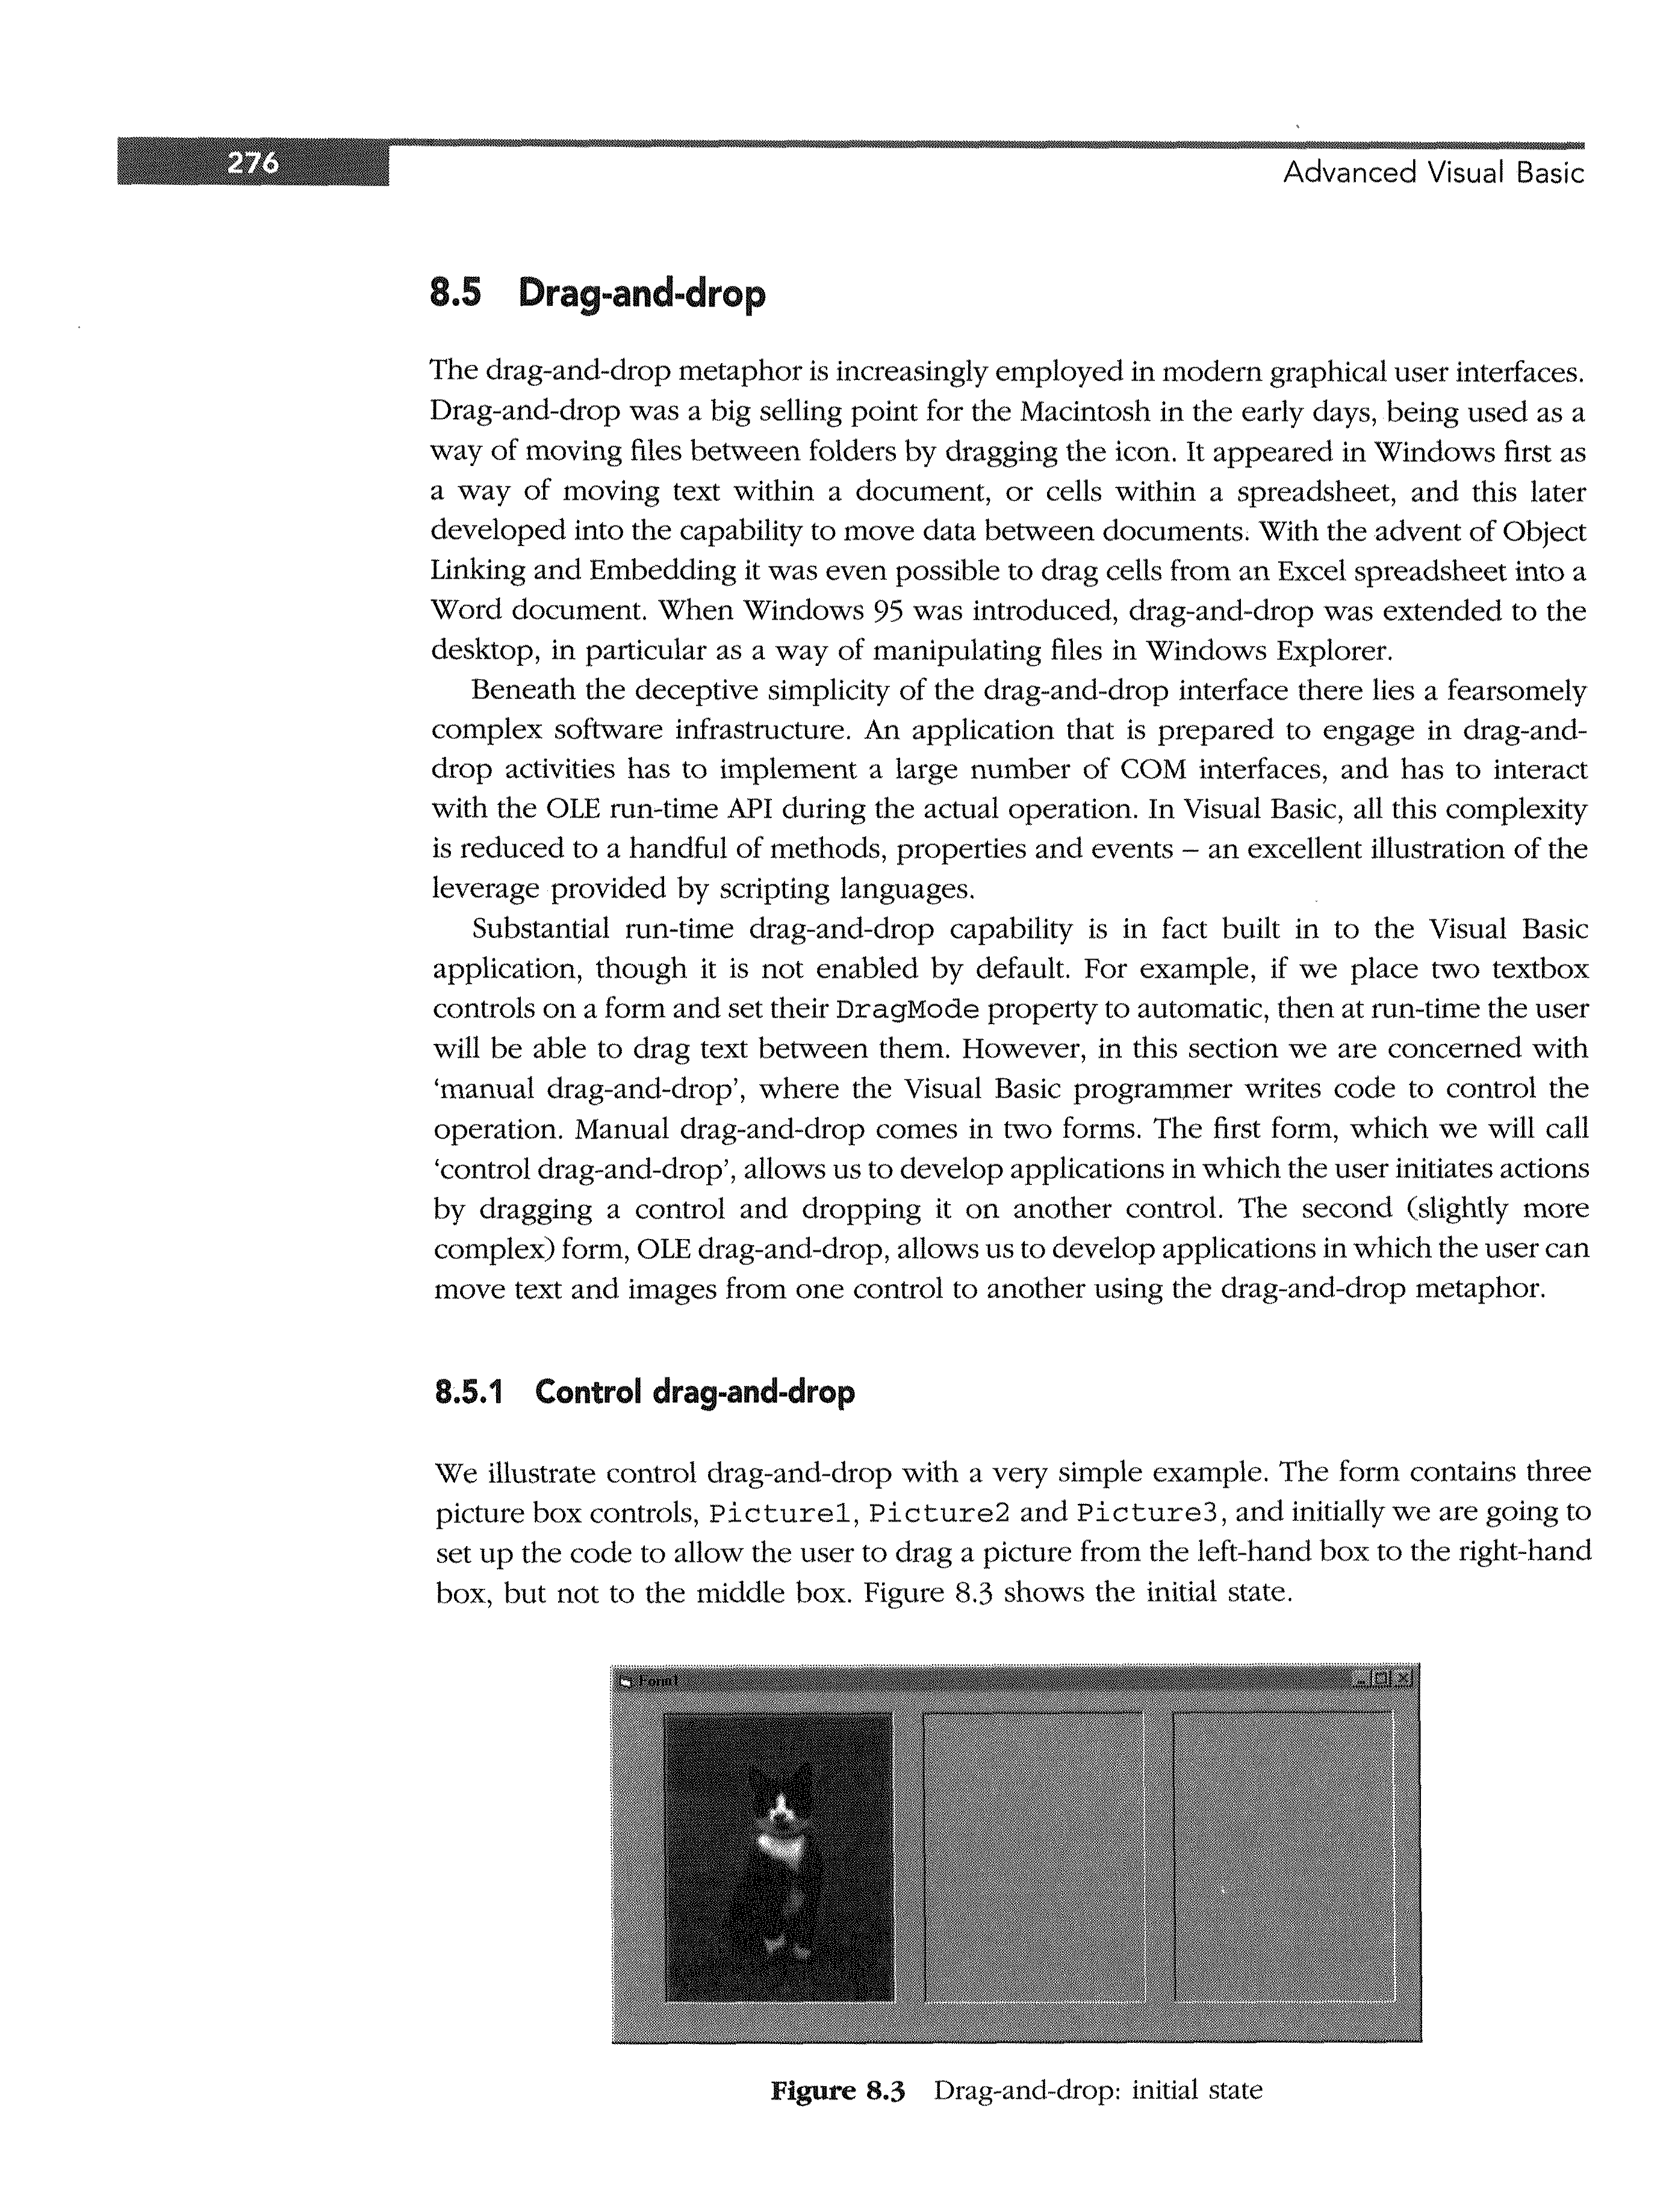 276
Advanced Visual Basic
8.5 Drag-and-drop
The drag-and-drop metaphor is increasingly employed in modern graphical user interfaces.
Drag-and-drop was a big selling point for the Macintosh in the early days, being used as a
way of moving files between folders by dragging the icon. It appeared in Windows first as
a way of moving text within a document, or cells within a spreadsheet, and this later
developed into the capability to move data between documents. With the advent of Object
Linking and Embedding it was even possible to drag cells from an Excel spreadsheet into a
Word document. When Windows 95 was introduced, drag-and-drop was extended to the
desktop, in particular as a way of manipulating files in Windows Explorer.
Beneath the deceptive simplicity of the drag-and-drop interface there lies a fearsomely
complex software infrastructure. An application that is prepared to engage in drag-and-
drop activities has to implement a large number of COM interfaces, and has to interact
with the OLE run-time API during the actual operation. In Visual Basic, all this complexity
is reduced to a handful of methods, properties and events – an excellent illustration of the
leverage provided by scripting languages.
Substantial run-time drag-and-drop capability is in fact built in to the Visual Basic
application, though it is not enabled by default. For example, if we place two textbox
controls on a form and set their DragMode property to automatic, then at run-time the user
will be able to drag text between them. However, in this section we are concerned with
‘manual drag-and-drop’, where the Visual Basic programmer writes code to control the
operation. Manual drag-and-drop comes in two forms. The first form, which we will call
‘control drag-and-drop’, allows us to develop applications in which the user initiates actions
by dragging a control and dropping it on another control. The second (slightly more
complex) form, OLE drag-and-drop, allows us to develop applications in which the user can
move text and images from one control to another using the drag-and-drop metaphor.
8.5.1 Control drag-and-drop
We illustrate control drag-and-drop with a very simple example. The form contains three
picture box controls, Picture1, Picture2 and Picture3, and initially we are going to
set up the code to allow the user to drag a picture from the left-hand box to the right-hand
box, but not to the middle box. Figure 8.3 shows the initial state.
Form1
Figure 8.3 Drag-and-drop: initial state